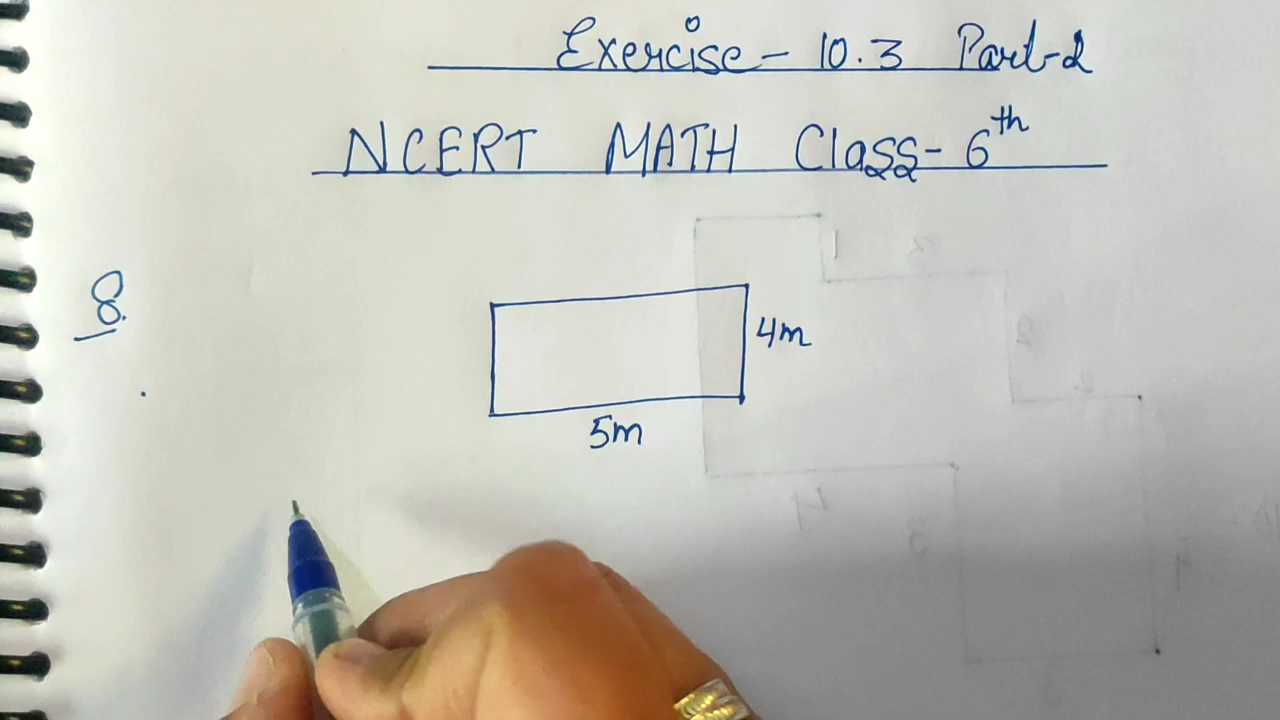 Exercise - 10.3 Part-2
NCERT MATH Class- 6th
8.
4m
5m